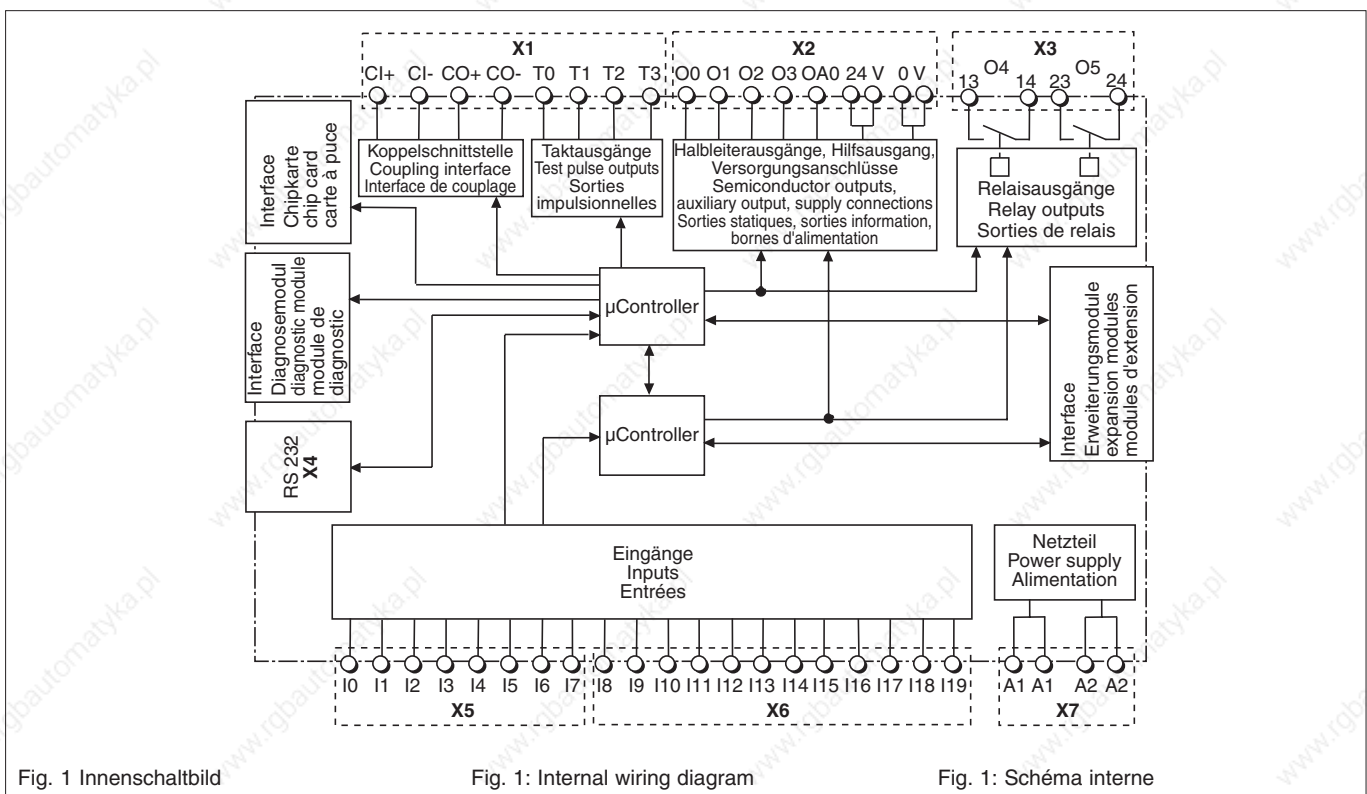 X1
X2
X3
CI+ CI- CO+ CO- T0 T1 T2 T3
O0 O1 O2 O3 OA0 24 V 0 V
O4 O5
13 14 23 24
Interface
Chipkarte
chip card
carte à puce
Koppelschnittstelle
Coupling interface
Interface de couplage
Taktausgänge
Test pulse outputs
Sorties
impulsionnelles
Halbleiterausgänge, Hilfsausgang,
Versorgungsanschlüsse
Semiconductor outputs,
auxiliary output, supply connections
Sorties statiques, sorties information,
bornes d'alimentation
Relaisausgänge
Relay outputs
Sorties de relais
Interface
Diagnosemodul
diagnostic module
module de
diagnostic
µController
µController
Interface
Erweiterungsmodule
expansion modules
modules d'extension
RS 232
X4
Eingänge
Inputs
Entrées
Netzteil
Power supply
Alimentation
I0 I1 I2 I3 I4 I5 I6 I7 I8 I9 I10 I11 I12 I13 I14 I15 I16 I17 I18 I19
A1 A1 A2 A2
X5
X6
X7
Fig. 1 Innenschaltbild
Fig. 1: Internal wiring diagram
Fig. 1: Schéma interne
www.rgbautomatyka.pl